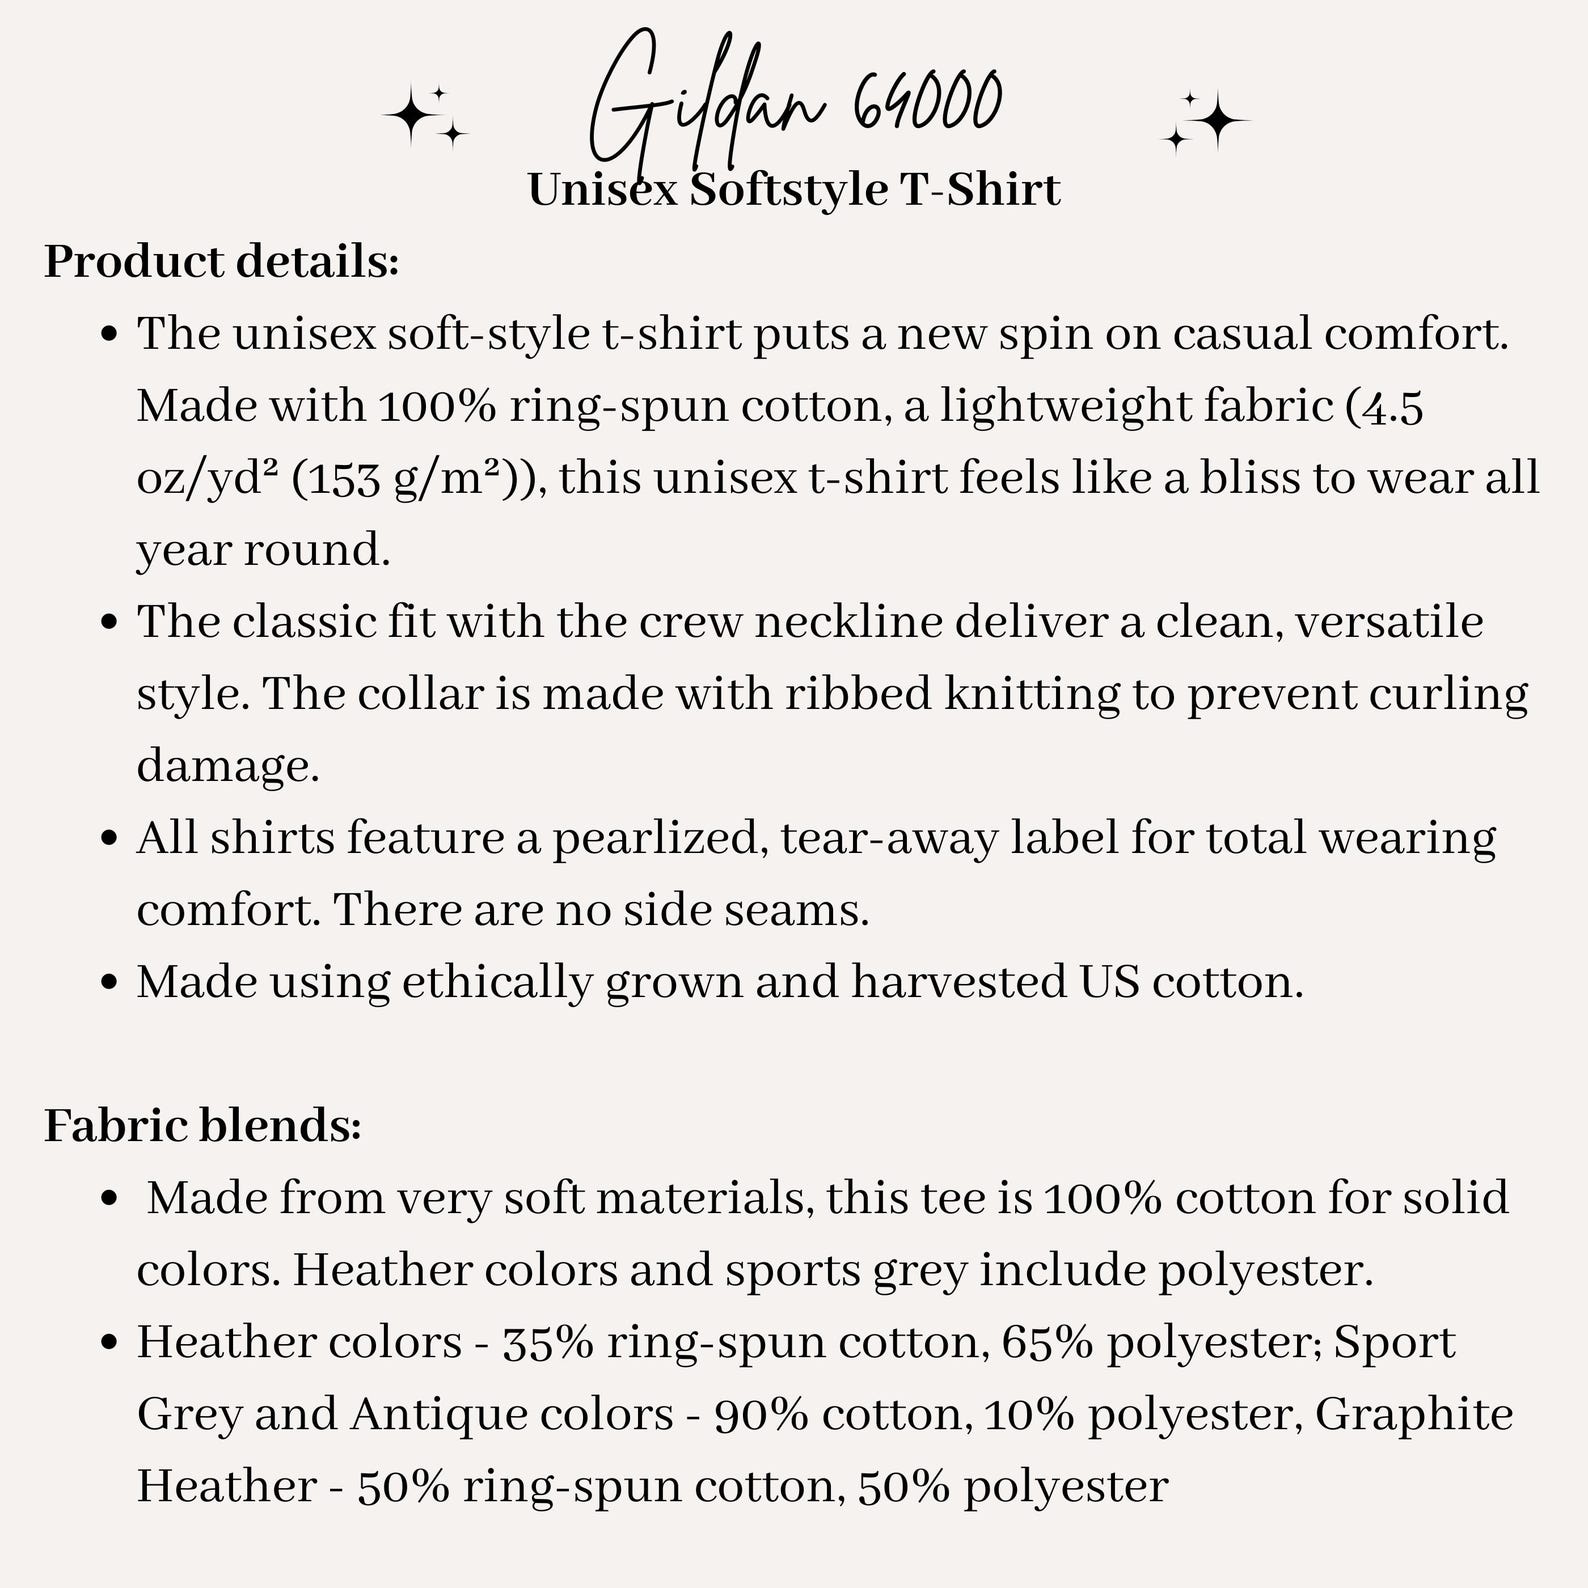 Gildan 64000
Unisex Softstyle T-Shirt
Product details:
• The unisex soft-style t-shirt puts a new spin on casual comfort.
Made with 100% ring-spun cotton, a lightweight fabric (4.5
oz/yd² (153 g/m²)), this unisex t-shirt feels like a bliss to wear all
year round.
• The classic fit with the crew neckline deliver a clean, versatile
style. The collar is made with ribbed knitting to prevent curling
damage.
• All shirts feature a pearlized, tear-away label for total wearing
comfort. There are no side seams.
• Made using ethically grown and harvested US cotton.
Fabric blends:
• Made from very soft materials, this tee is 100% cotton for solid
colors. Heather colors and sports grey include polyester.
• Heather colors - 35% ring-spun cotton, 65% polyester; Sport
Grey and Antique colors - 90% cotton, 10% polyester, Graphite
Heather - 50% ring-spun cotton, 50% polyester